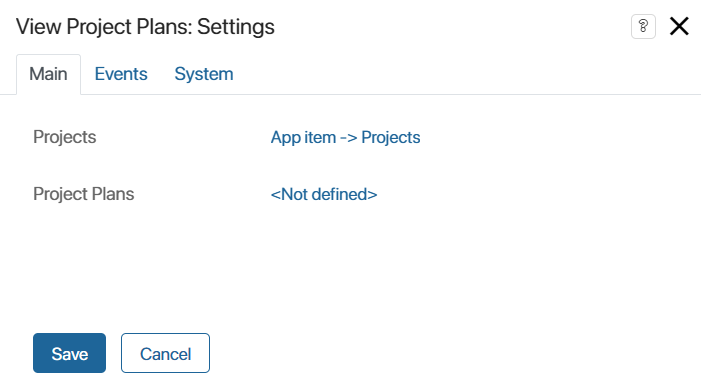 View Project Plans: Settings ?
Main Events System
Projects App item -> Projects
Project Plans <Not defined>
Save Cancel